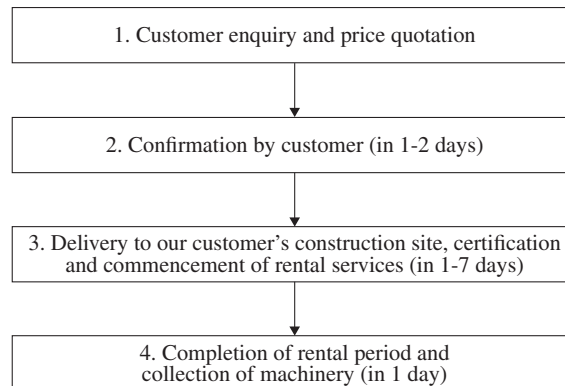 1. Customer enquiry and price quotation
2. Confirmation by customer (in 1-2 days)
3. Delivery to our customer’s construction site, certification
and commencement of rental services (in 1-7 days)
4. Completion of rental period and
collection of machinery (in 1 day)